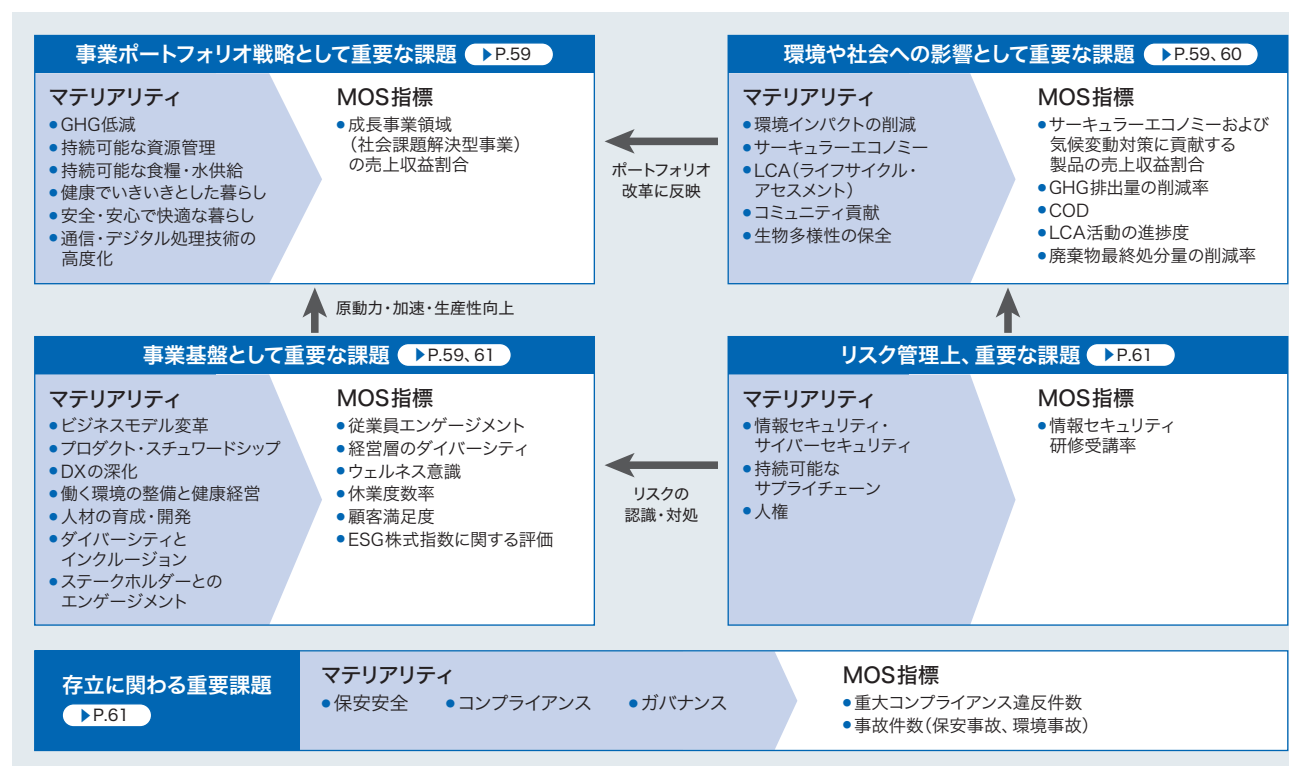 事業ポートフォリオ戦略として重要な課題 ▶P.59
マテリアリティ
●GHG低減
●持続可能な資源管理
●持続可能な食糧・水供給
●健康でいきいきとした暮らし
●安全・安心で快適な暮らし
●通信・デジタル処理技術の
高度化
MOS指標
●成長事業領域
（社会課題解決型事業）
の売上収益割合
ポートフォリオ
改革に反映
環境や社会への影響として重要な課題 ▶P.59、60
マテリアリティ
●環境インパクトの削減
●サーキュラーエコノミー
●LCA（ライフサイクル・
アセスメント）
●コミュニティ貢献
●生物多様性の保全
MOS指標
●サーキュラーエコノミーおよび
気候変動対策に貢献する
製品の売上収益割合
●GHG排出量の削減率
●COD
●LCA活動の進捗度
●廃棄物最終処分量の削減率
原動力・加速・生産性向上
事業基盤として重要な課題 ▶P.59、61
マテリアリティ
●ビジネスモデル変革
●プロダクト・スチュワードシップ
●DXの深化
●働く環境の整備と健康経営
●人材の育成・開発
●ダイバーシティと
インクルージョン
●ステークホルダーとの
エンゲージメント
MOS指標
●従業員エンゲージメント
●経営層のダイバーシティ
●ウェルネス意識
●休業度数率
●顧客満足度
●ESG株式指数に関する評価
リスクの
認識・対処
リスク管理上、重要な課題 ▶P.61
マテリアリティ
●情報セキュリティ・
サイバーセキュリティ
●持続可能な
サプライチェーン
●人権
MOS指標
●情報セキュリティ
研修受講率
存立に関わる重要課題
▶P.61
マテリアリティ
●保安安全 ●コンプライアンス ●ガバナンス
MOS指標
●重大コンプライアンス違反件数
●事故件数（保安事故、環境事故）